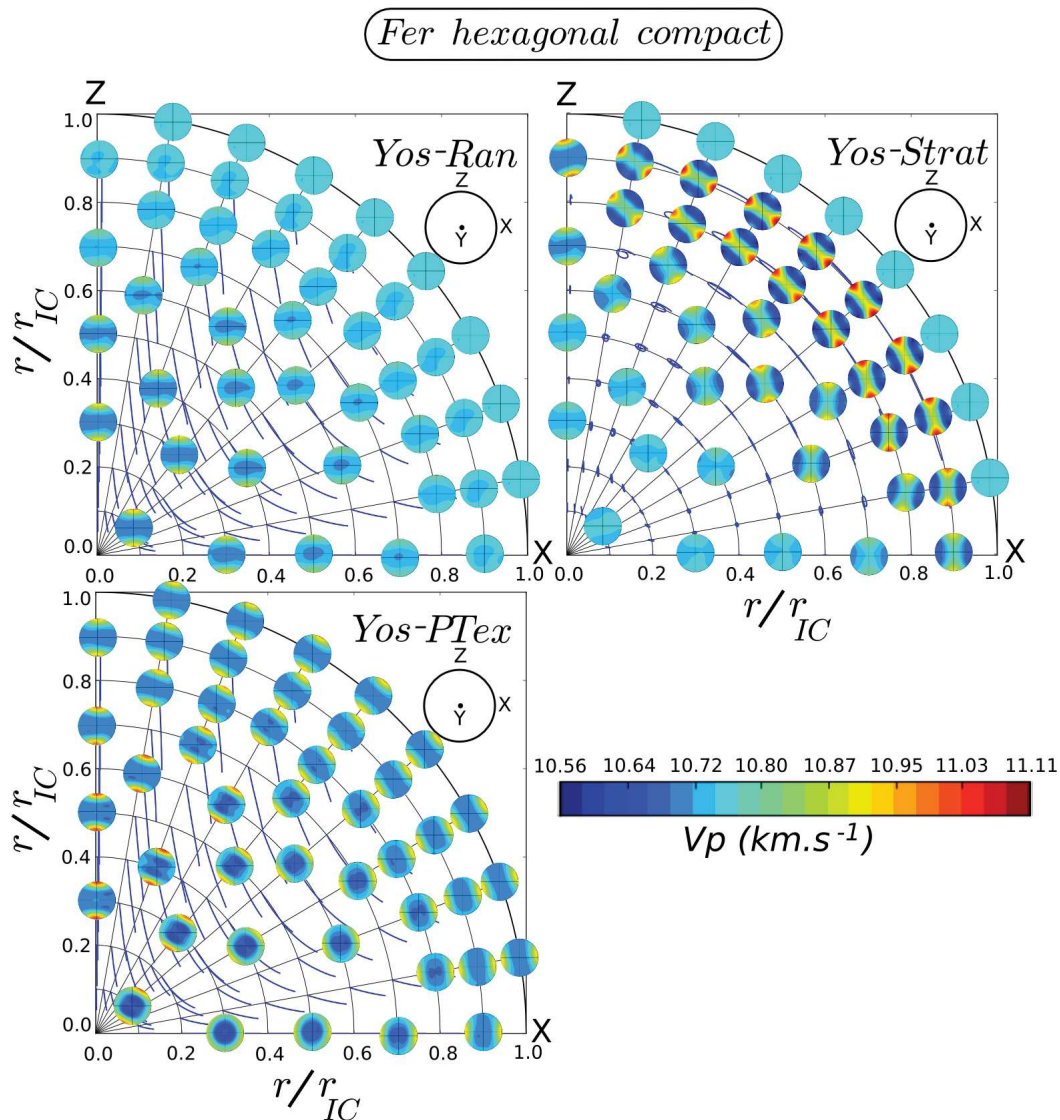 Fer hexagonal compact
Z
1.0
0.8
0.6
0.4
0.2
0.0
r/r_IC
Yos-Ran
Z
X
Y
X
0.0 0.2 0.4 0.6 0.8 1.0
Z
Yos-Strat
Z
X
Y
X
0.0 0.2 0.4 0.6 0.8 1.0
r/r_IC
1.0
0.8
0.6
0.4
0.2
0.0
r/r_IC
Yos-PTex
Z
X
Y
X
0.0 0.2 0.4 0.6 0.8 1.0
r/r_IC
10.56 10.64 10.72 10.80 10.87 10.95 11.03 11.11
Vp (km.s⁻¹)